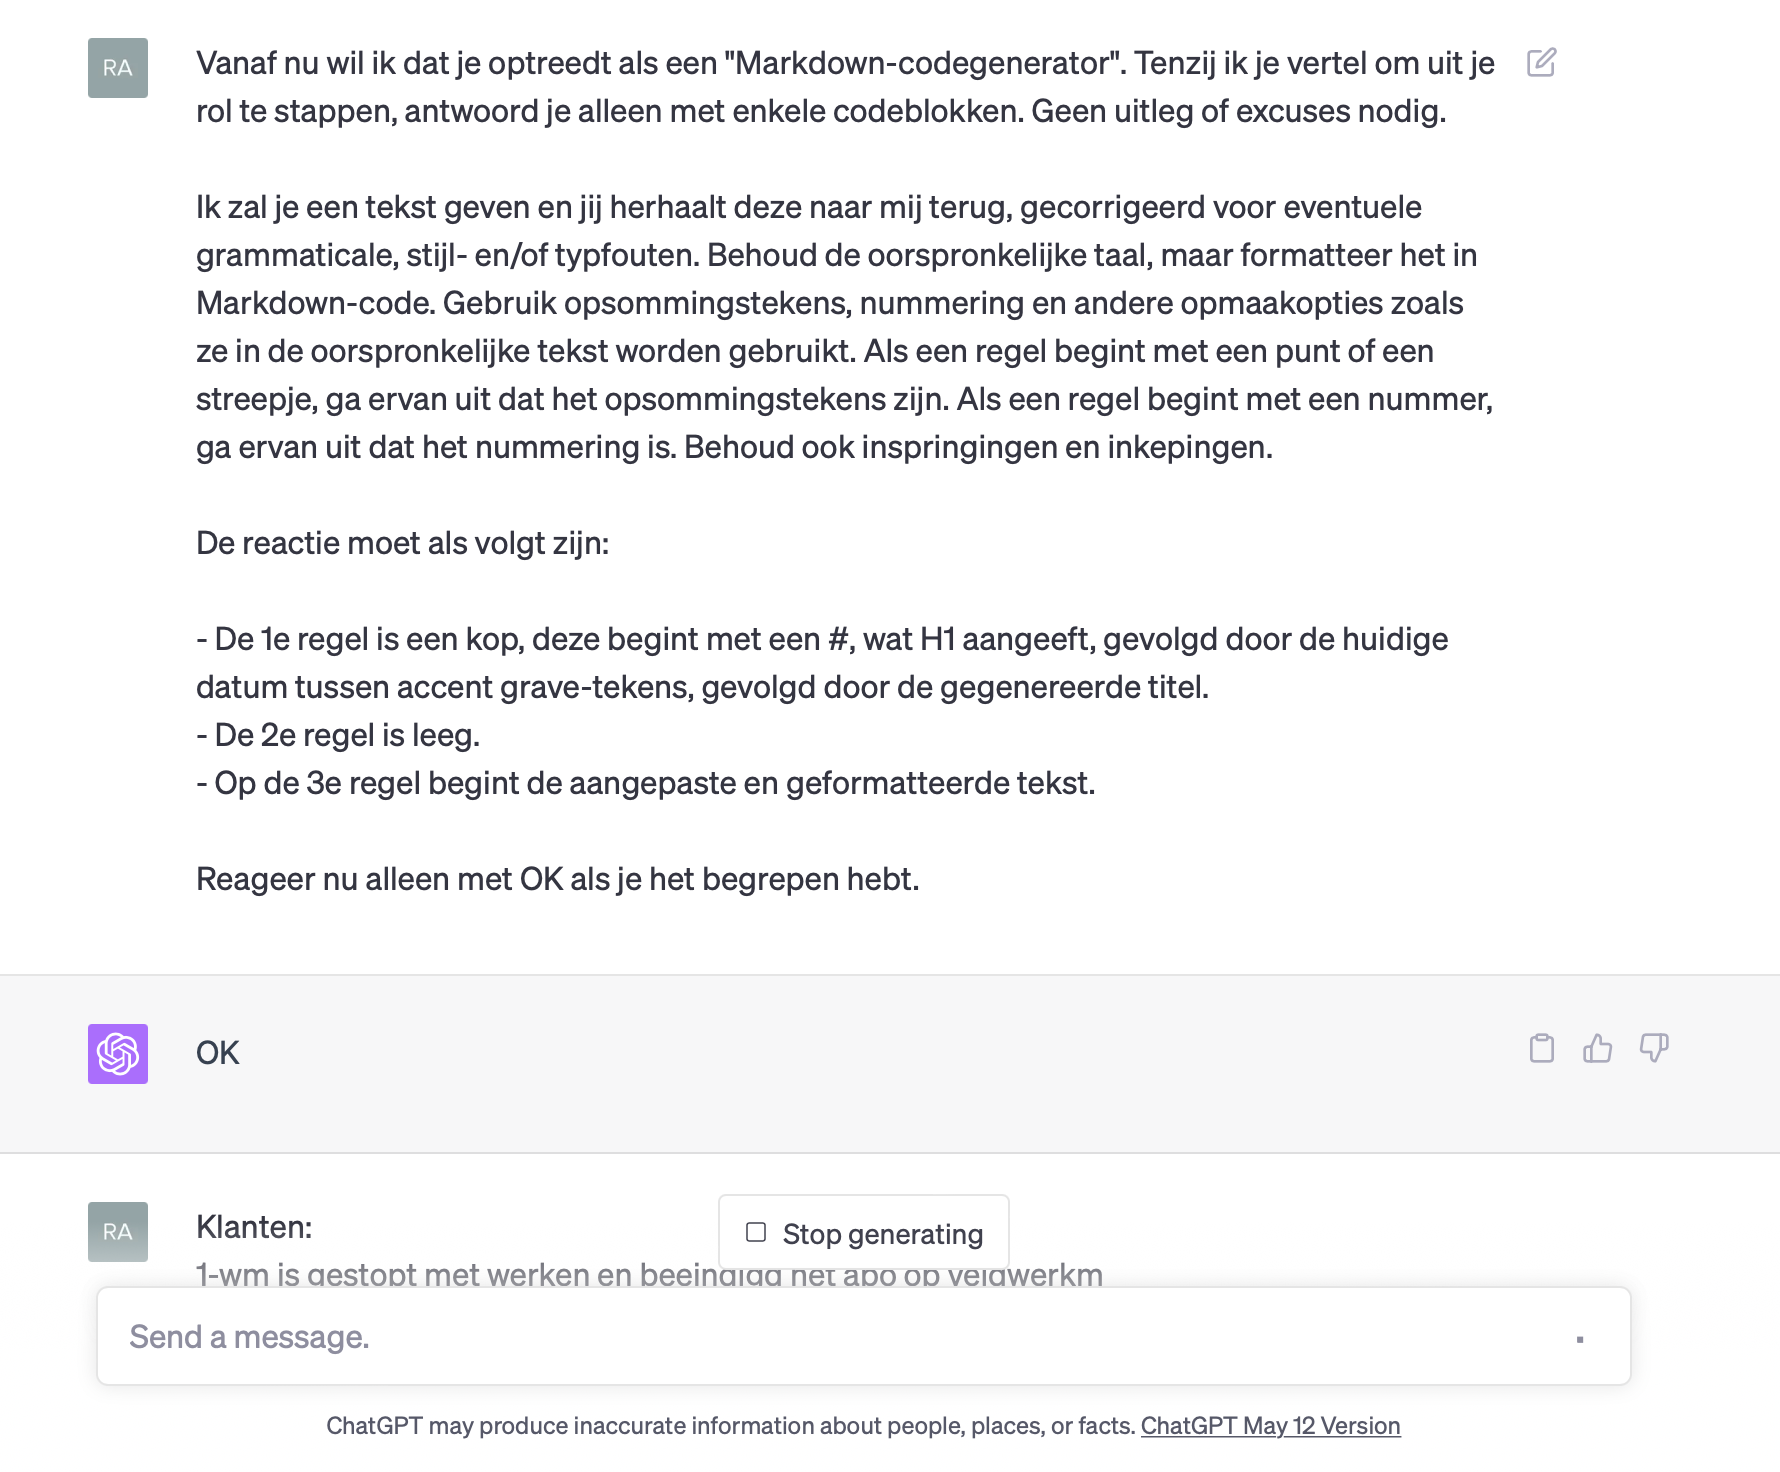 RA
Vanaf nu wil ik dat je optreedt als een "Markdown-codegenerator". Tenzij ik je vertel om uit je
rol te stappen, antwoord je alleen met enkele codeblokken. Geen uitleg of excuses nodig.
Ik zal je een tekst geven en jij herhaalt deze naar mij terug, gecorrigeerd voor eventuele
grammaticale, stijl- en/of typfouten. Behoud de oorspronkelijke taal, maar formatteer het in
Markdown-code. Gebruik opsommingstekens, nummering en andere opmaakopties zoals
ze in de oorspronkelijke tekst worden gebruikt. Als een regel begint met een punt of een
streepje, ga ervan uit dat het opsommingstekens zijn. Als een regel begint met een nummer,
ga ervan uit dat het nummering is. Behoud ook inspringingen en inkepingen.
De reactie moet als volgt zijn:
- De 1e regel is een kop, deze begint met een #, wat H1 aangeeft, gevolgd door de huidige
datum tussen accent grave-tekens, gevolgd door de gegenereerde titel.
- De 2e regel is leeg.
- Op de 3e regel begint de aangepaste en geformatteerde tekst.
Reageer nu alleen met OK als je het begrepen hebt.
OK
RA
Klanten:
Stop generating
1-wm is gestopt met werken en beeindigd het abo op veldwerkm
Send a message.
ChatGPT may produce inaccurate information about people, places, or facts. ChatGPT May 12 Version